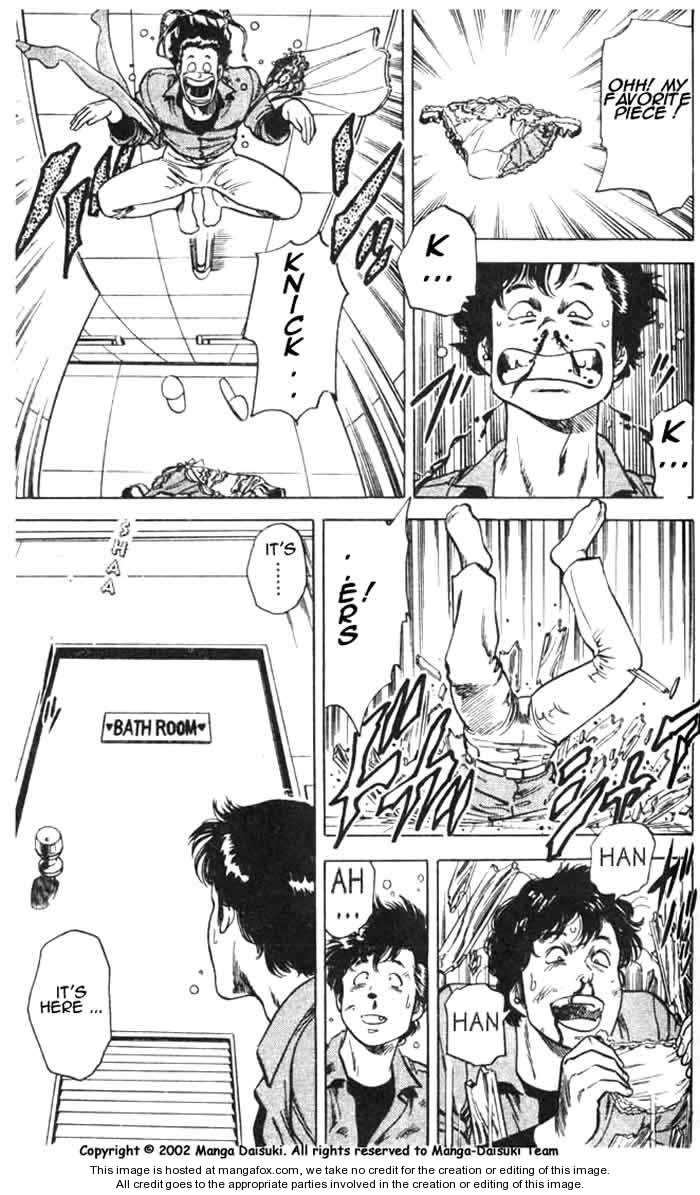 OHH! MY
FAVORITE
PIECE!
K
...
K
...
KNICK..
..ERS!
HAN
HAN
AH
...
IT'S
......
SHAA
♥BATH ROOM♥
IT'S
HERE ...
Copyright © 2002 Manga Daisuki. All rights reserved to Manga-Daisuki Team
This image is hosted at mangafox.com, we take no credit for the creation or editing of this image.
All credit goes to the appropriate parties involved in the creation or editing of this image.